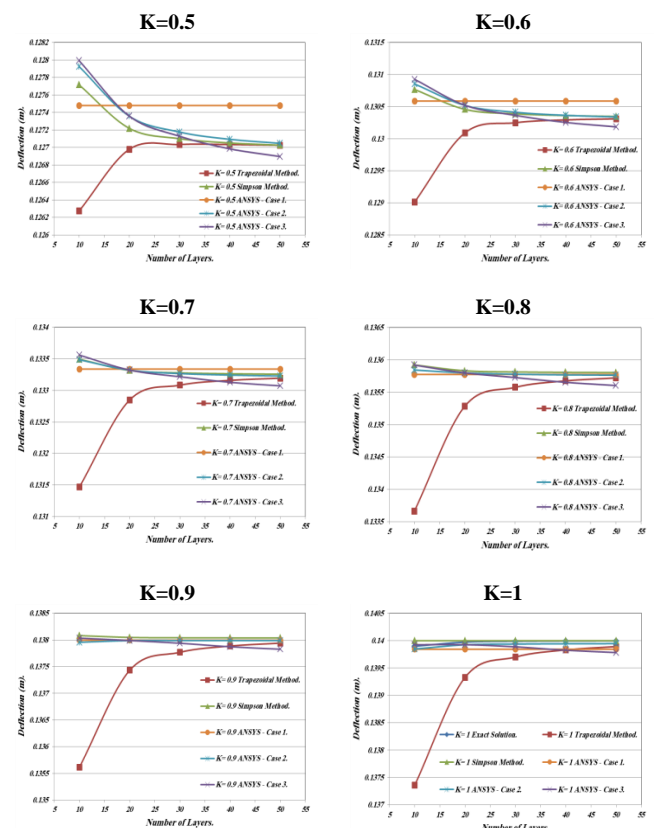 K=0.5
K=0.6
0.1282
0.128
0.1278
0.1276
0.1274
0.1272
0.127
0.1268
0.1266
0.1264
0.1262
0.126
Deflection (m).
5 10 15 20 25 30 35 40 45 50 55
Number of Layers.
K= 0.5 Trapezoidal Method.
K= 0.5 Simpson Method.
K= 0.5 ANSYS - Case 1.
K= 0.5 ANSYS - Case 2.
K= 0.5 ANSYS - Case 3.
0.1315
0.131
0.1305
0.13
0.1295
0.129
0.1285
Deflection (m).
5 10 15 20 25 30 35 40 45 50 55
Number of Layers.
K= 0.6 Trapezoidal Method.
K= 0.6 Simpson Method.
K= 0.6 ANSYS - Case 1.
K= 0.6 ANSYS - Case 2.
K= 0.6 ANSYS - Case 3.
K=0.7
K=0.8
0.134
0.1335
0.133
0.1325
0.132
0.1315
0.131
Deflection (m).
5 10 15 20 25 30 35 40 45 50 55
Number of Layers.
K= 0.7 Trapezoidal Method.
K= 0.7 Simpson Method.
K= 0.7 ANSYS - Case 1.
K= 0.7 ANSYS - Case 2.
K= 0.7 ANSYS - Case 3.
0.1365
0.136
0.1355
0.135
0.1345
0.134
0.1335
Deflection (m).
5 10 15 20 25 30 35 40 45 50 55
Number of Layers.
K= 0.8 Trapezoidal Method.
K= 0.8 Simpson Method.
K= 0.8 ANSYS - Case 1.
K= 0.8 ANSYS - Case 2.
K= 0.8 ANSYS - Case 3.
K=0.9
K=1
0.1385
0.138
0.1375
0.137
0.1365
0.136
0.1355
0.135
Deflection (m).
5 10 15 20 25 30 35 40 45 50 55
Number of Layers.
K= 0.9 Trapezoidal Method.
K= 0.9 Simpson Method.
K= 0.9 ANSYS - Case 1.
K= 0.9 ANSYS - Case 2.
K= 0.9 ANSYS - Case 3.
0.1405
0.14
0.1395
0.139
0.1385
0.138
0.1375
0.137
Deflection (m).
5 10 15 20 25 30 35 40 45 50 55
Number of Layers.
K= 1 Exact Solution.
K= 1 Trapezoidal Method.
K= 1 Simpson Method.
K= 1 ANSYS - Case 1.
K= 1 ANSYS - Case 2.
K= 1 ANSYS - Case 3.